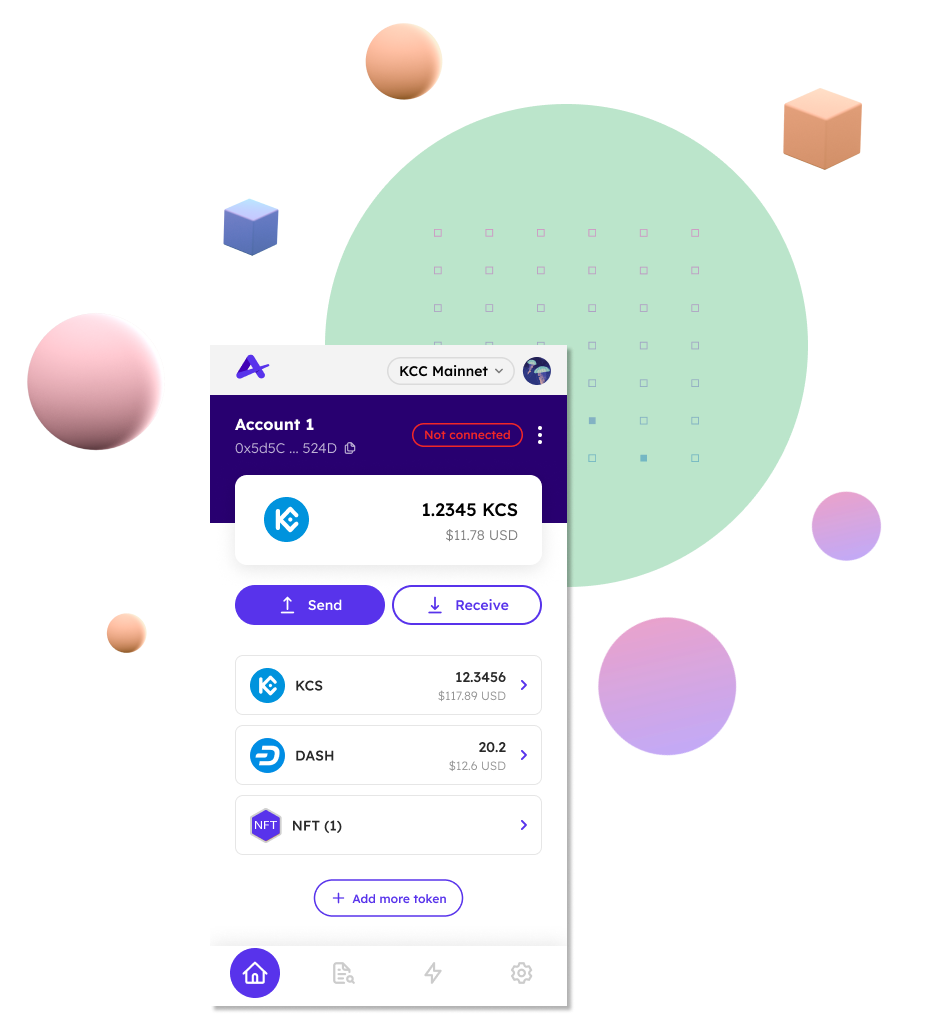 KCC Mainnet
Account 1
Not connected
0x5d5C ... 524D
1.2345 KCS
$11.78 USD
Send
Receive
KCS
12.3456
$117.89 USD
DASH
20.2
$12.6 USD
NFT
NFT (1)
Add more token